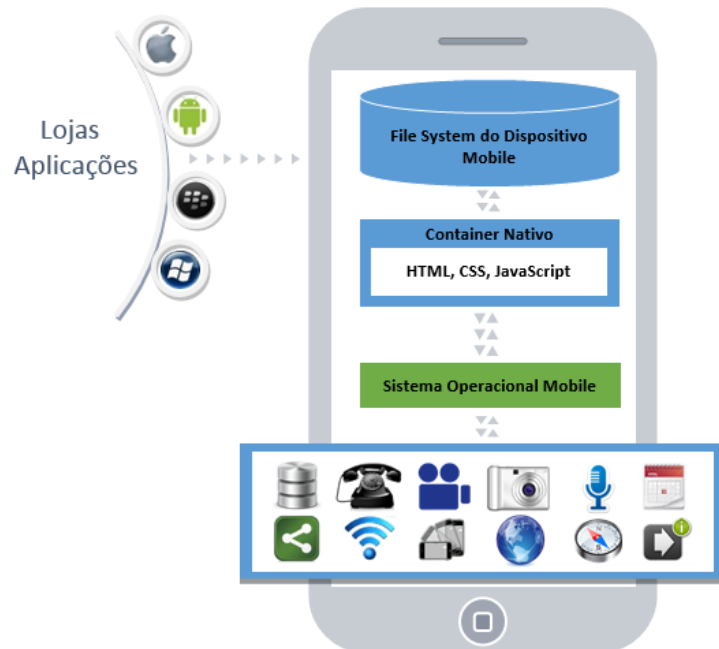 Lojas
Aplicações
File System do Dispositivo
Mobile
Container Nativo
HTML, CSS, JavaScript
Sistema Operacional Mobile
i